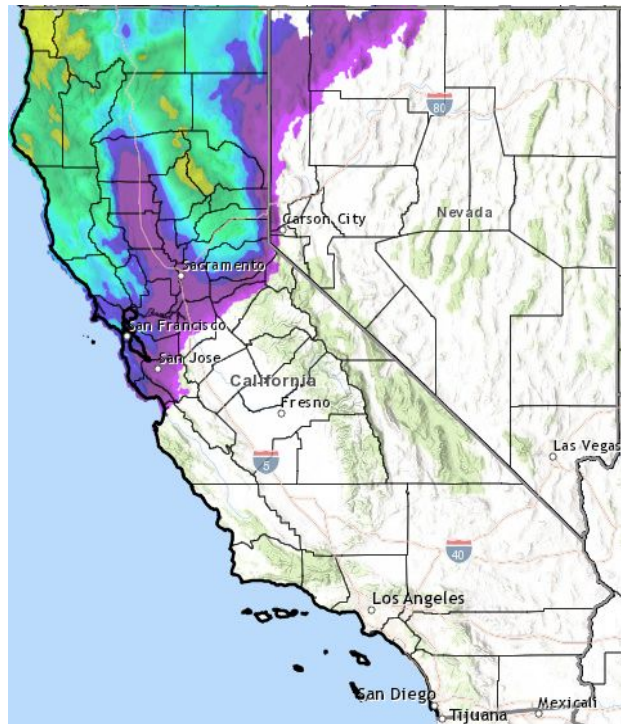 80
Carson City
Nevada
Sacramento
San Francisco
San Jose
California
Fresno
Las Vegas
5
40
Los Angeles
San Diego
Mexicali
Tijuana